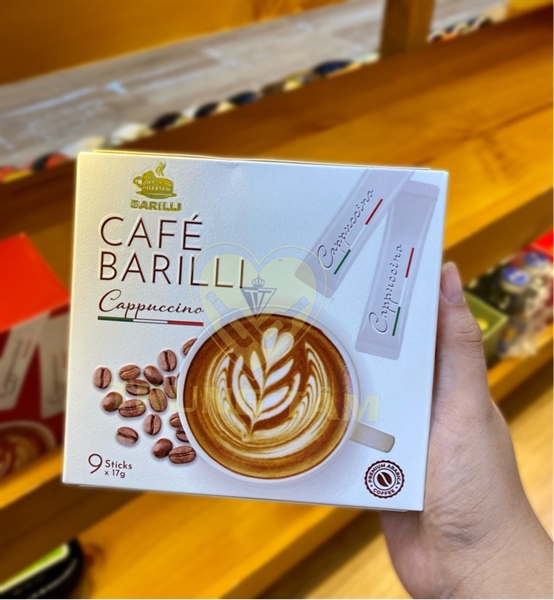 BARILLI
CAFÉ
BARILLI
Cappuccino
9 Sticks
x 17g
Cappuccino
Cappuccino
PREMIUM ARABICA
COFFEE